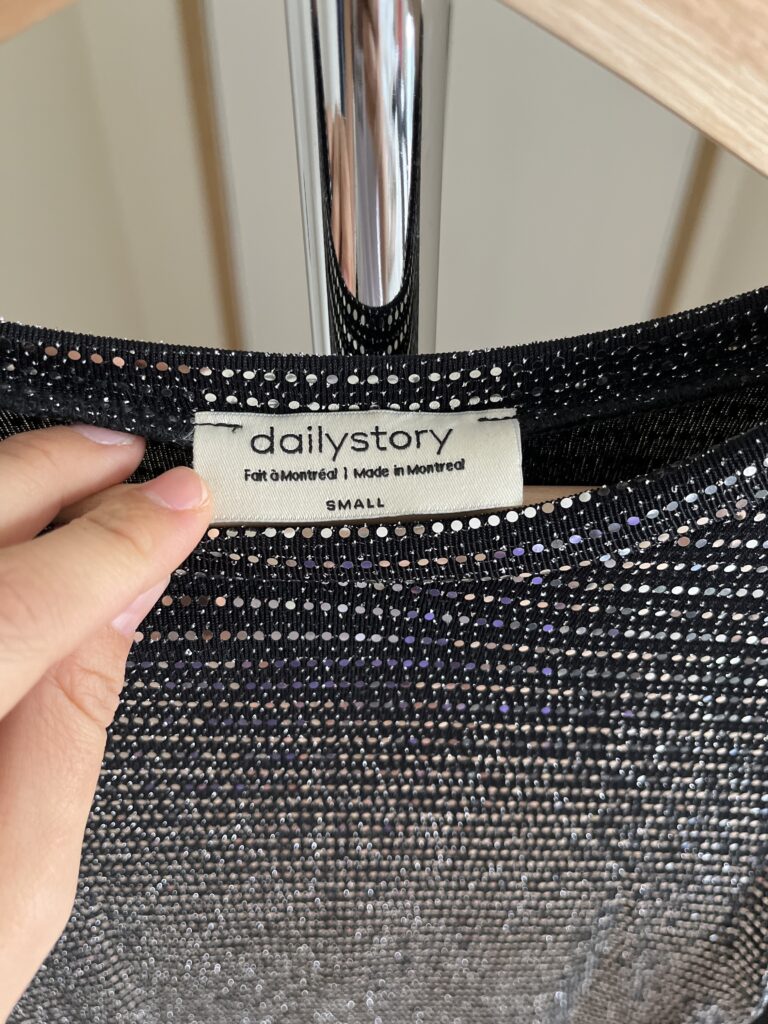 dailystory
Fait à Montréal | Made in Montreal
SMALL